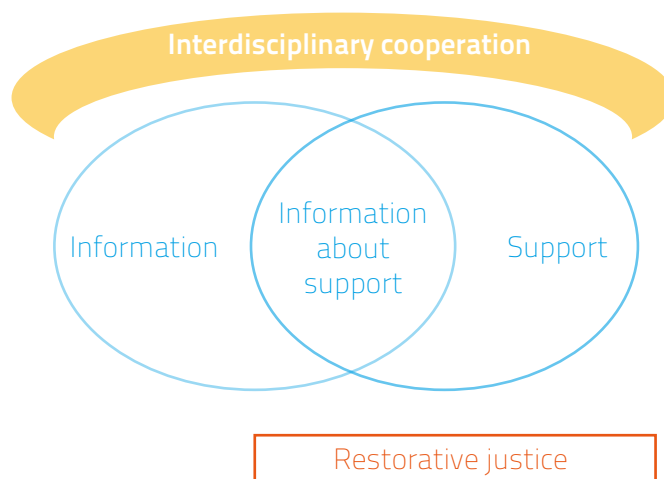 Interdisciplinary cooperation
Information
Information
about
support
Support
Restorative justice